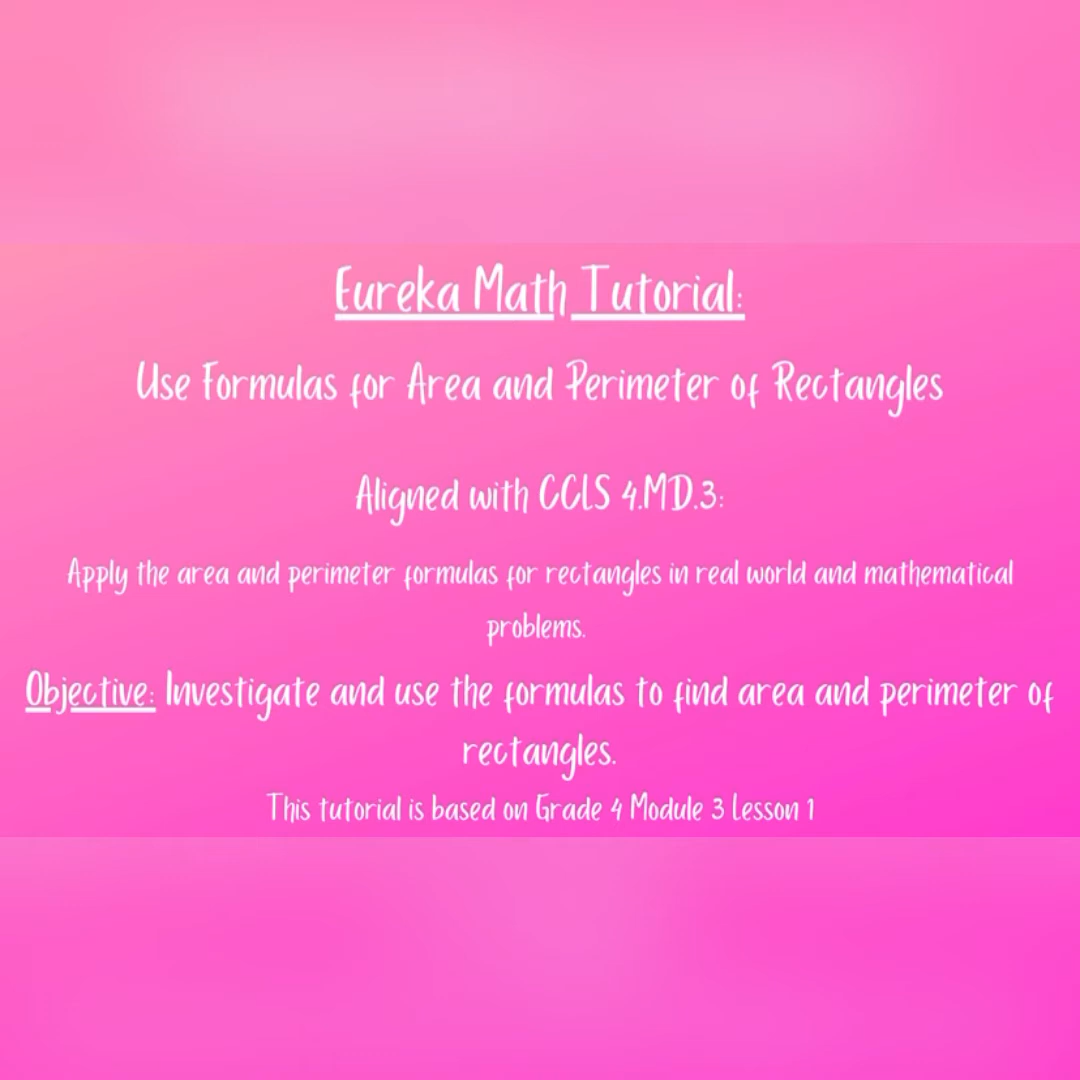 Eureka Math Tutorial:
Use Formulas for Area and Perimeter of Rectangles
Aligned with CCLS 4.MD.3:
Apply the area and perimeter formulas for rectangles in real world and mathematical
problems.
Objective: Investigate and use the formulas to find area and perimeter of
rectangles.
This tutorial is based on Grade 4 Module 3 Lesson 1